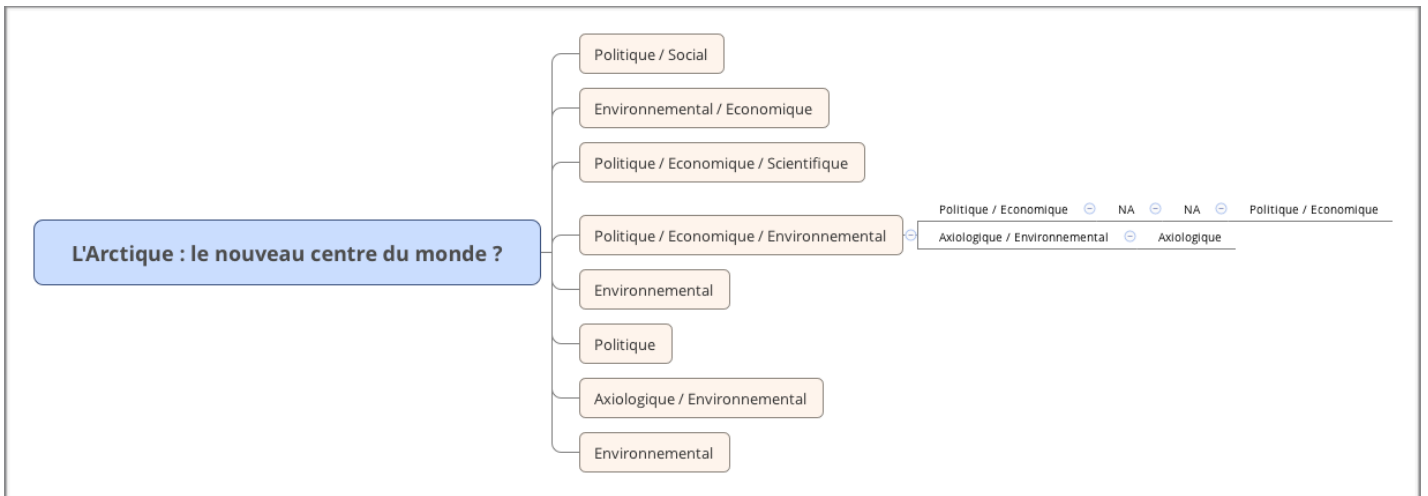 Politique / Social
Environnemental / Economique
Politique / Economique / Scientifique
L'Arctique : le nouveau centre du monde ?
Politique / Economique / Environnemental
Politique / Economique NA NA Politique / Economique
Axiologique / Environnemental Axiologique
Environnemental
Politique
Axiologique / Environnemental
Environnemental